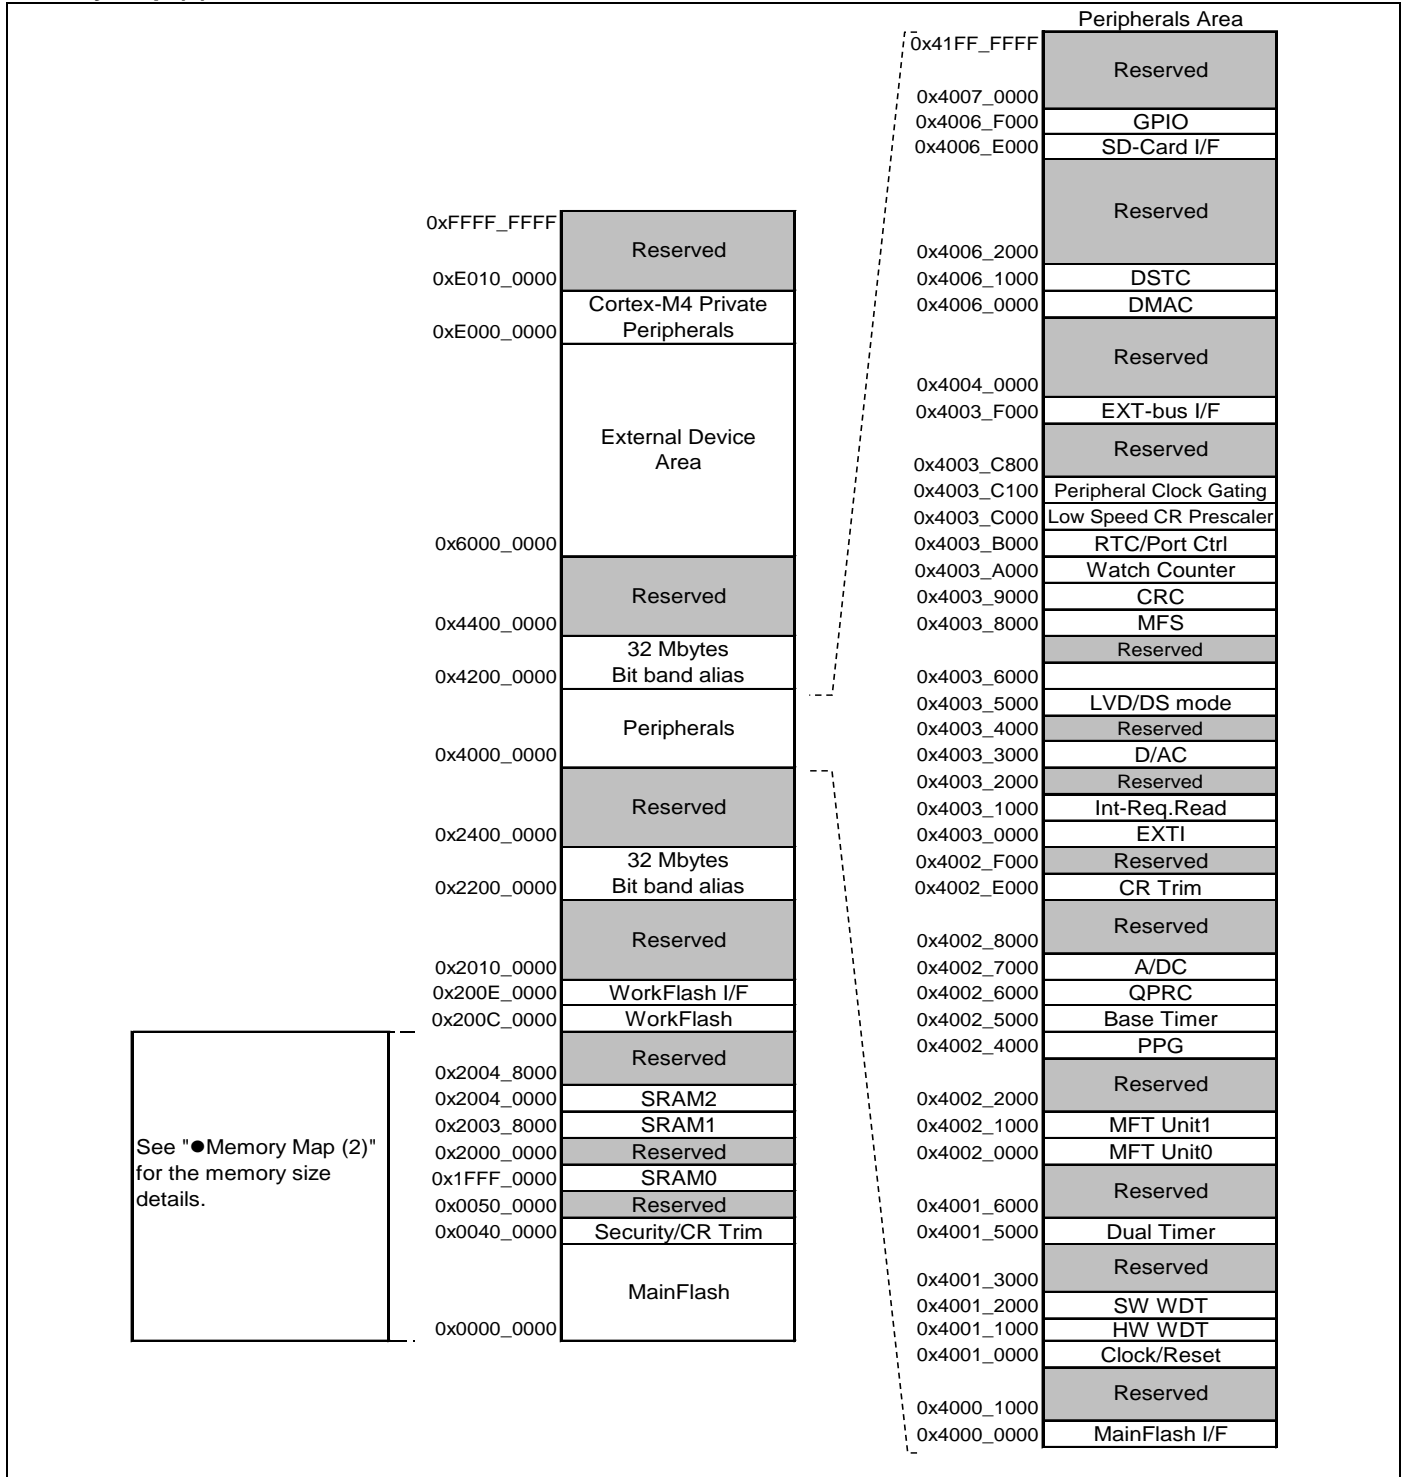 Peripherals Area
0x41FF_FFFF
Reserved
0x4007_0000
0x4006_F000 GPIO
0x4006_E000 SD-Card I/F
Reserved
0x4006_2000
0x4006_1000 DSTC
0x4006_0000 DMAC
Reserved
0x4004_0000
0x4003_F000 EXT-bus I/F
Reserved
0x4003_C800
0x4003_C100 Peripheral Clock Gating
0x4003_C000 Low Speed CR Prescaler
0x4003_B000 RTC/Port Ctrl
0x4003_A000 Watch Counter
0x4003_9000 CRC
0x4003_8000 MFS
Reserved
0x4003_6000
0x4003_5000 LVD/DS mode
0x4003_4000 Reserved
0x4003_3000 D/AC
0x4003_2000 Reserved
0x4003_1000 Int-Req.Read
0x4003_0000 EXTI
0x4002_F000 Reserved
0x4002_E000 CR Trim
Reserved
0x4002_8000
0x4002_7000 A/DC
0x4002_6000 QPRC
0x4002_5000 Base Timer
0x4002_4000 PPG
Reserved
0x4002_2000
0x4002_1000 MFT Unit1
0x4002_0000 MFT Unit0
Reserved
0x4001_6000
0x4001_5000 Dual Timer
Reserved
0x4001_3000
0x4001_2000 SW WDT
0x4001_1000 HW WDT
0x4001_0000 Clock/Reset
Reserved
0x4000_1000
0x4000_0000 MainFlash I/F
0xFFFF_FFFF
Reserved
0xE010_0000
Cortex-M4 Private
0xE000_0000 Peripherals
External Device
Area
0x6000_0000
Reserved
0x4400_0000
32 Mbytes
0x4200_0000 Bit band alias
Peripherals
0x4000_0000
Reserved
0x2400_0000
32 Mbytes
0x2200_0000 Bit band alias
Reserved
0x2010_0000
0x200E_0000 WorkFlash I/F
0x200C_0000 WorkFlash
Reserved
0x2004_8000
0x2004_0000 SRAM2
0x2003_8000 SRAM1
0x2000_0000 Reserved
0x1FFF_0000 SRAM0
0x0050_0000 Reserved
0x0040_0000 Security/CR Trim
MainFlash
0x0000_0000
See "●Memory Map (2)"
for the memory size
details.